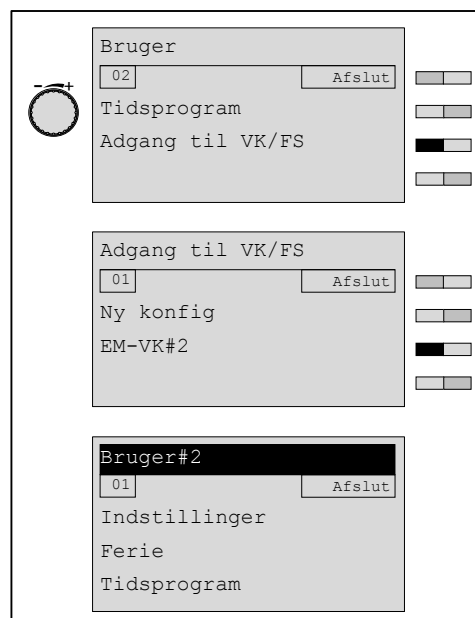 Bruger
02 Afslut
- +
Tidsprogram
Adgang til VK/FS
Adgang til VK/FS
01 Afslut
Ny konfig
EM-VK#2
Bruger#2
01 Afslut
Indstillinger
Ferie
Tidsprogram